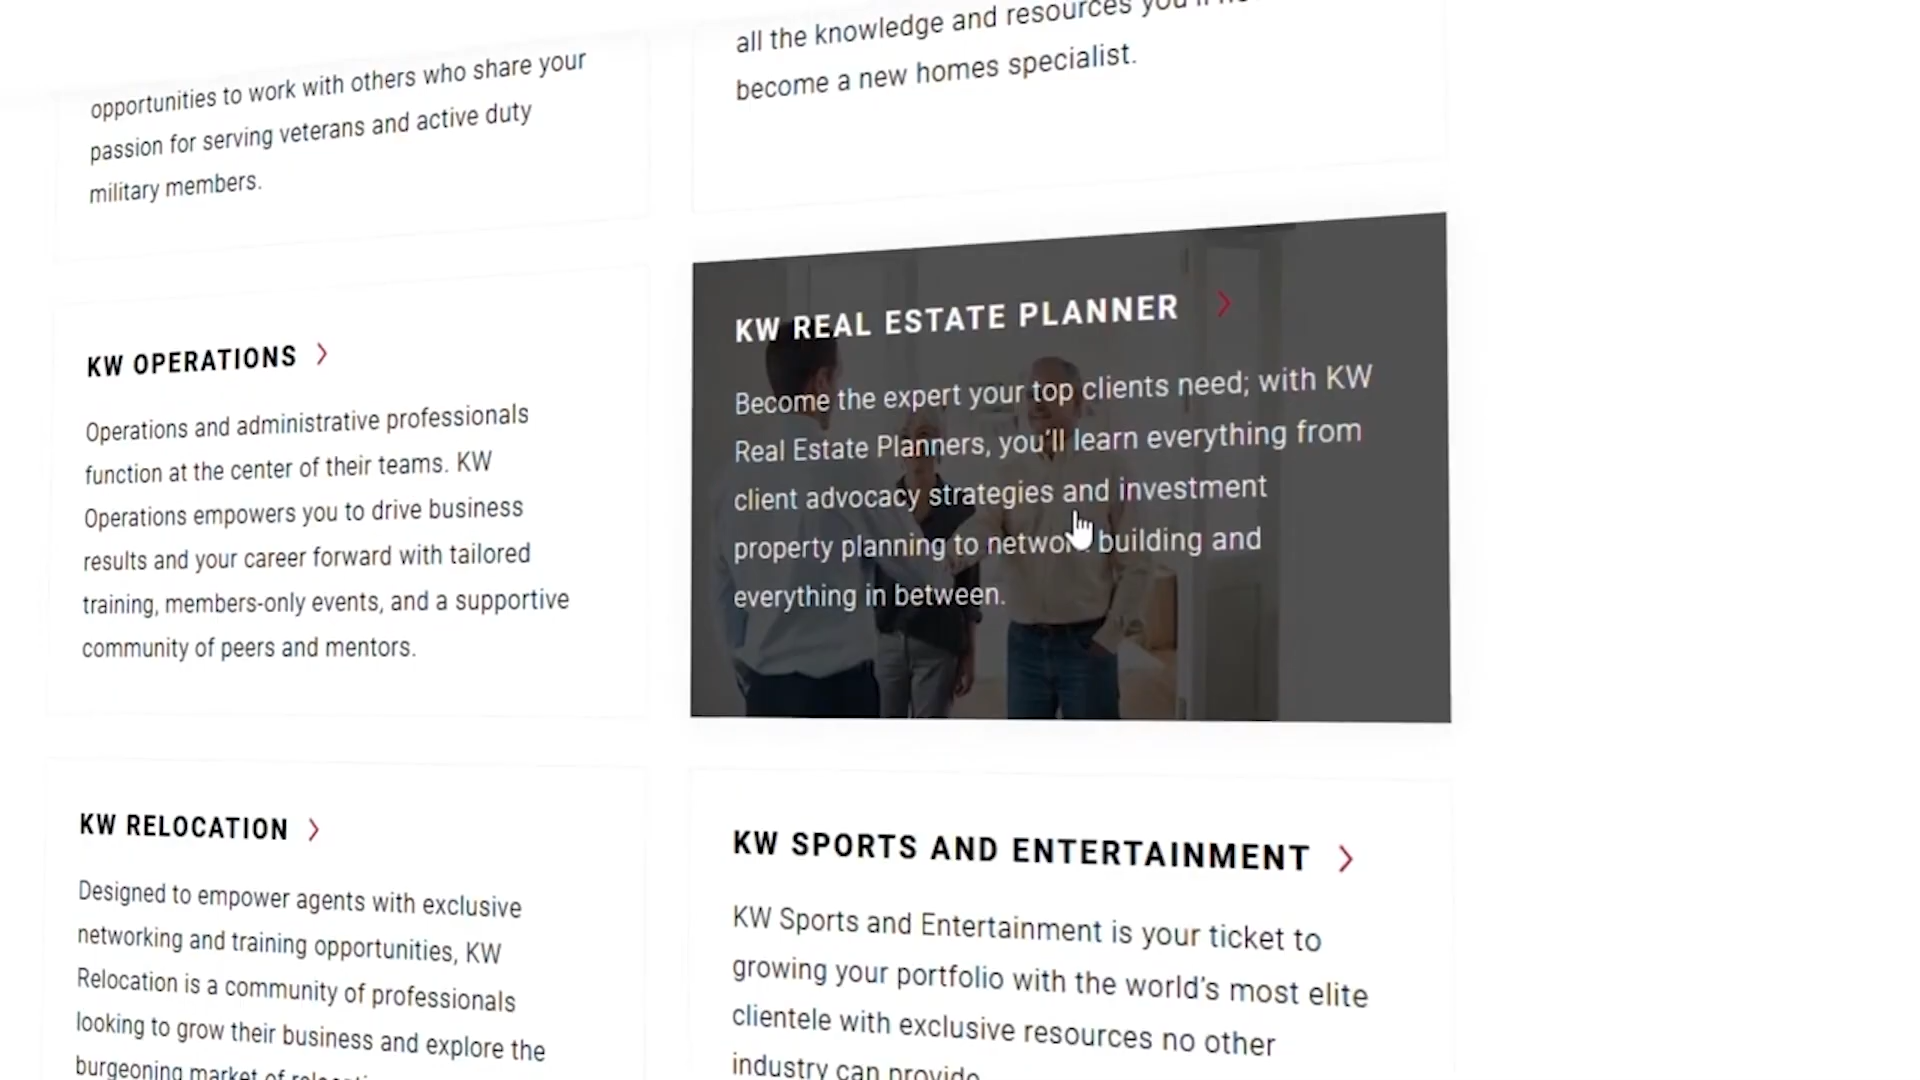 opportunities to work with others who share your
passion for serving veterans and active duty
military members.
all the knowledge and resources
become a new homes specialist.
KW OPERATIONS
Operations and administrative professionals
function at the center of their teams. KW
Operations empowers you to drive business
results and your career forward with tailored
training, members-only events, and a supportive
community of peers and mentors.
KW REAL ESTATE PLANNER
Become the expert your top clients need; with KW
Real Estate Planners, you'll learn everything from
client advocacy strategies and investment
property planning to network building and
everything in between.
KW RELOCATION
Designed to empower agents with exclusive
networking and training opportunities, KW
Relocation is a community of professionals
looking to grow their business and explore the
burgeoning market of
KW SPORTS AND ENTERTAINMENT
KW Sports and Entertainment is your ticket to
growing your portfolio with the world's most elite
clientele with exclusive resources no other
industry can provide